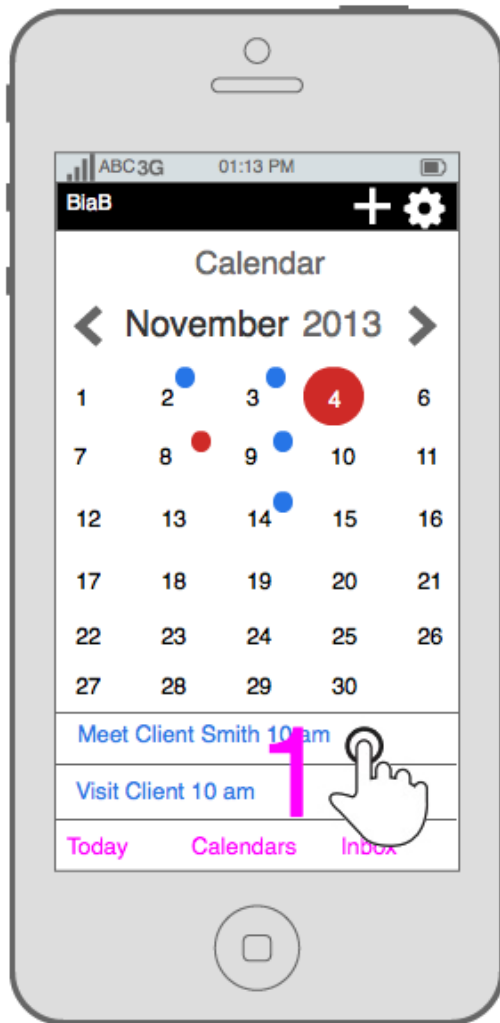 ABC 3G 01:13 PM
BiaB
Calendar
November 2013
1 2 3 4 6
7 8 9 10 11
12 13 14 15 16
17 18 19 20 21
22 23 24 25 26
27 28 29 30
Meet Client Smith 10 am
1
Visit Client 10 am
Today Calendars Inbox